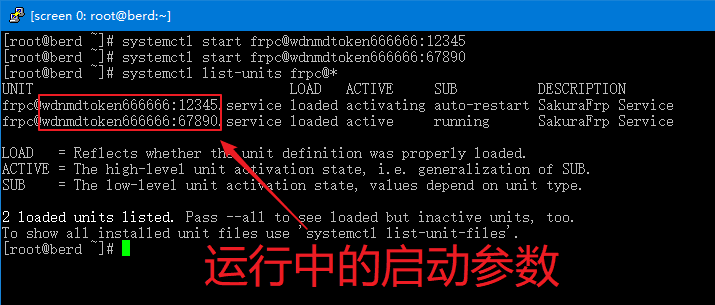 [screen 0: root@berd:~]
[root@berd ~]# systemctl start frpc@wdnmdtoken666666:12345
[root@berd ~]# systemctl start frpc@wdnmdtoken666666:67890
[root@berd ~]# systemctl list-units frpc@*
UNIT LOAD ACTIVE SUB DESCRIPTION
frpc@wdnmdtoken666666:12345.service loaded activating auto-restart SakuraFrp Service
frpc@wdnmdtoken666666:67890.service loaded active running SakuraFrp Service
LOAD = Reflects whether the unit definition was properly loaded.
ACTIVE = The high-level unit activation state, i.e. generalization of SUB.
SUB = The low-level unit activation state, values depend on unit type.
2 loaded units listed. Pass --all to see loaded but inactive units, too.
To show all installed unit files use 'systemctl list-unit-files'.
[root@berd ~]#
运行中的启动参数